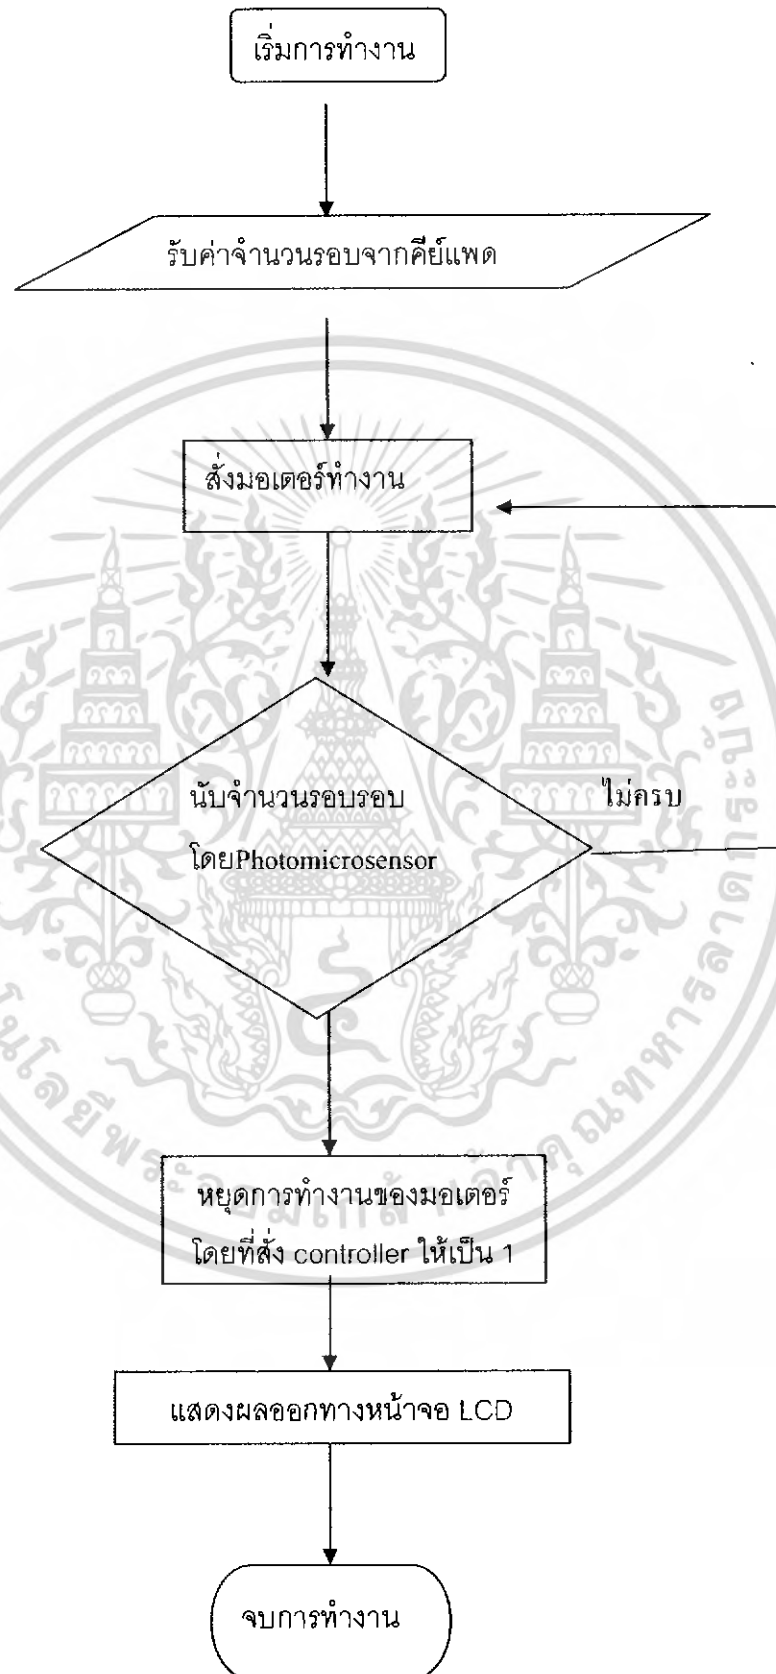 เริ่มการทำงาน
รับค่าจำนวนรอบจากคีย์แพด
สั่งมอเตอร์ทำงาน
นับจำนวนรอบรอบ
โดยPhotomicrosensor
ไม่ครบ
หยุดการทำงานของมอเตอร์
โดยที่สั่ง controller ให้เป็น 1
แสดงผลออกทางหน้าจอ LCD
จบการทำงาน